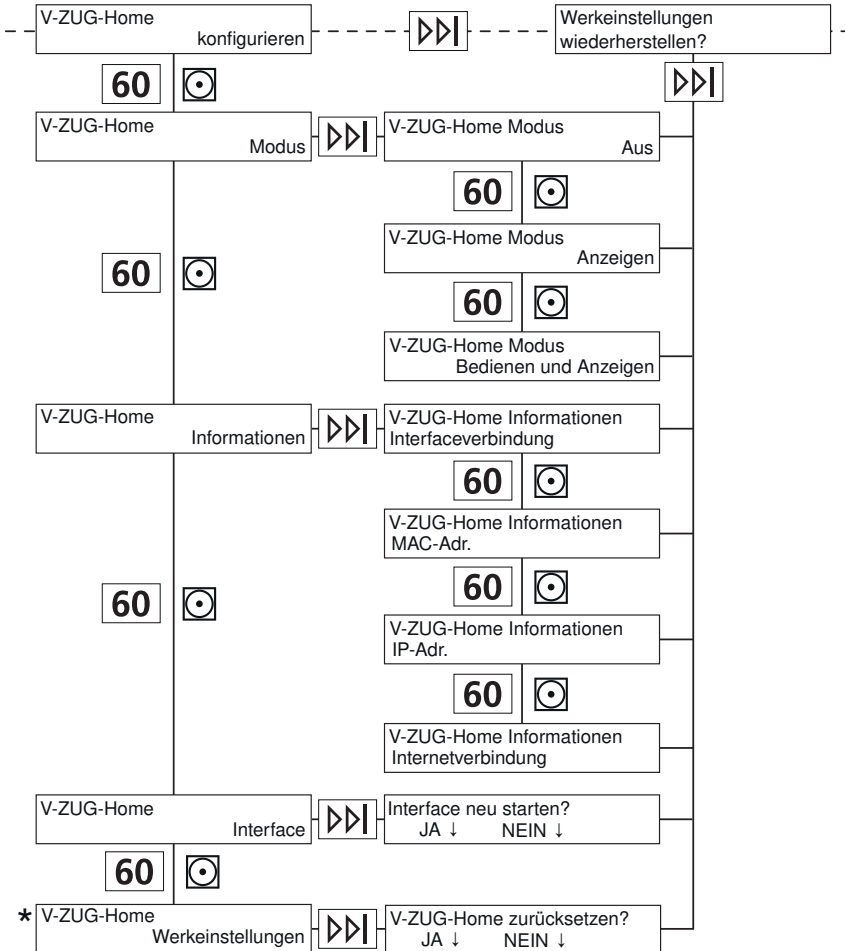 V-ZUG-Home
konfigurieren
Werkeinstellungen
wiederherstellen?
60
V-ZUG-Home
Modus
V-ZUG-Home Modus
Aus
60
V-ZUG-Home Modus
Anzeigen
60
60
V-ZUG-Home Modus
Bedienen und Anzeigen
V-ZUG-Home
Informationen
V-ZUG-Home Informationen
Interfaceverbindung
60
V-ZUG-Home Informationen
MAC-Adr.
60
60
V-ZUG-Home Informationen
IP-Adr.
60
V-ZUG-Home Informationen
Internetverbindung
V-ZUG-Home
Interface
Interface neu starten?
JA ↓ NEIN ↓
60
* V-ZUG-Home
Werkeinstellungen
V-ZUG-Home zurücksetzen?
JA ↓ NEIN ↓